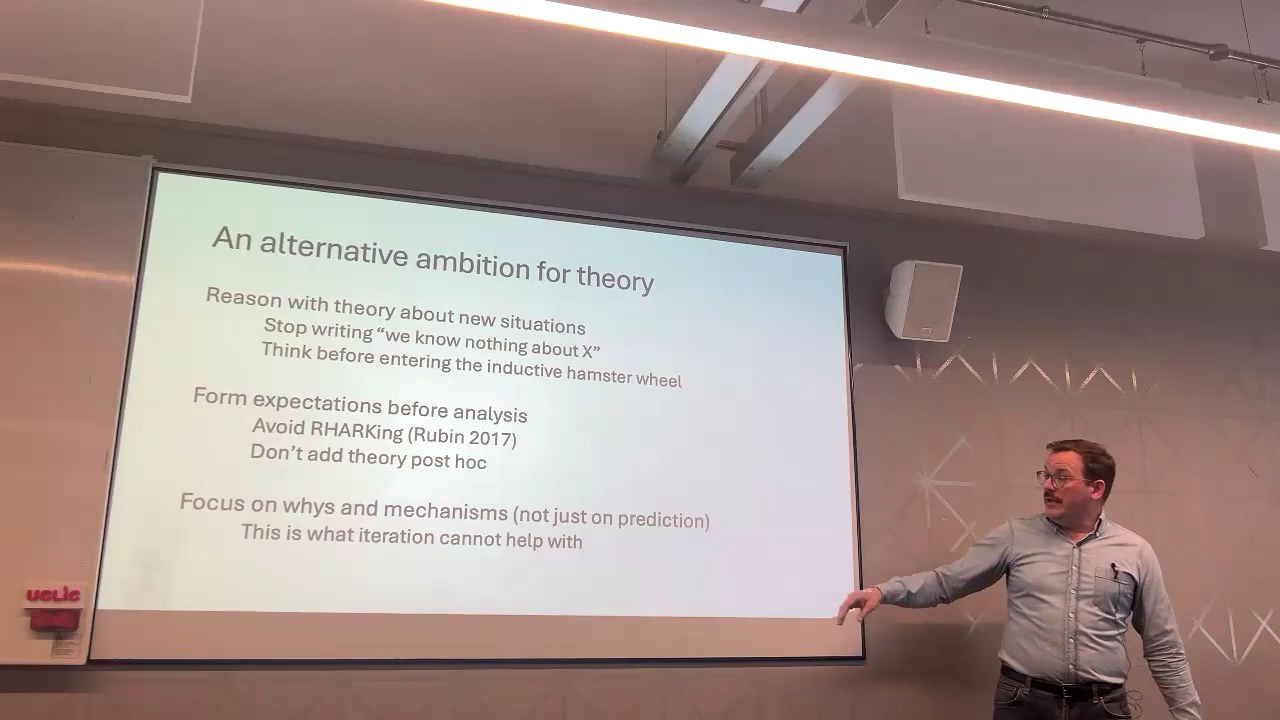 An alternative ambition for theory
Reason with theory about new situations
Stop writing “we know nothing about X”
Think before entering the inductive hamster wheel
Form expectations before analysis
Avoid RHARKing (Rubin 2017)
Don’t add theory post hoc
Focus on whys and mechanisms (not just on prediction)
This is what iteration cannot help with
UCLIC